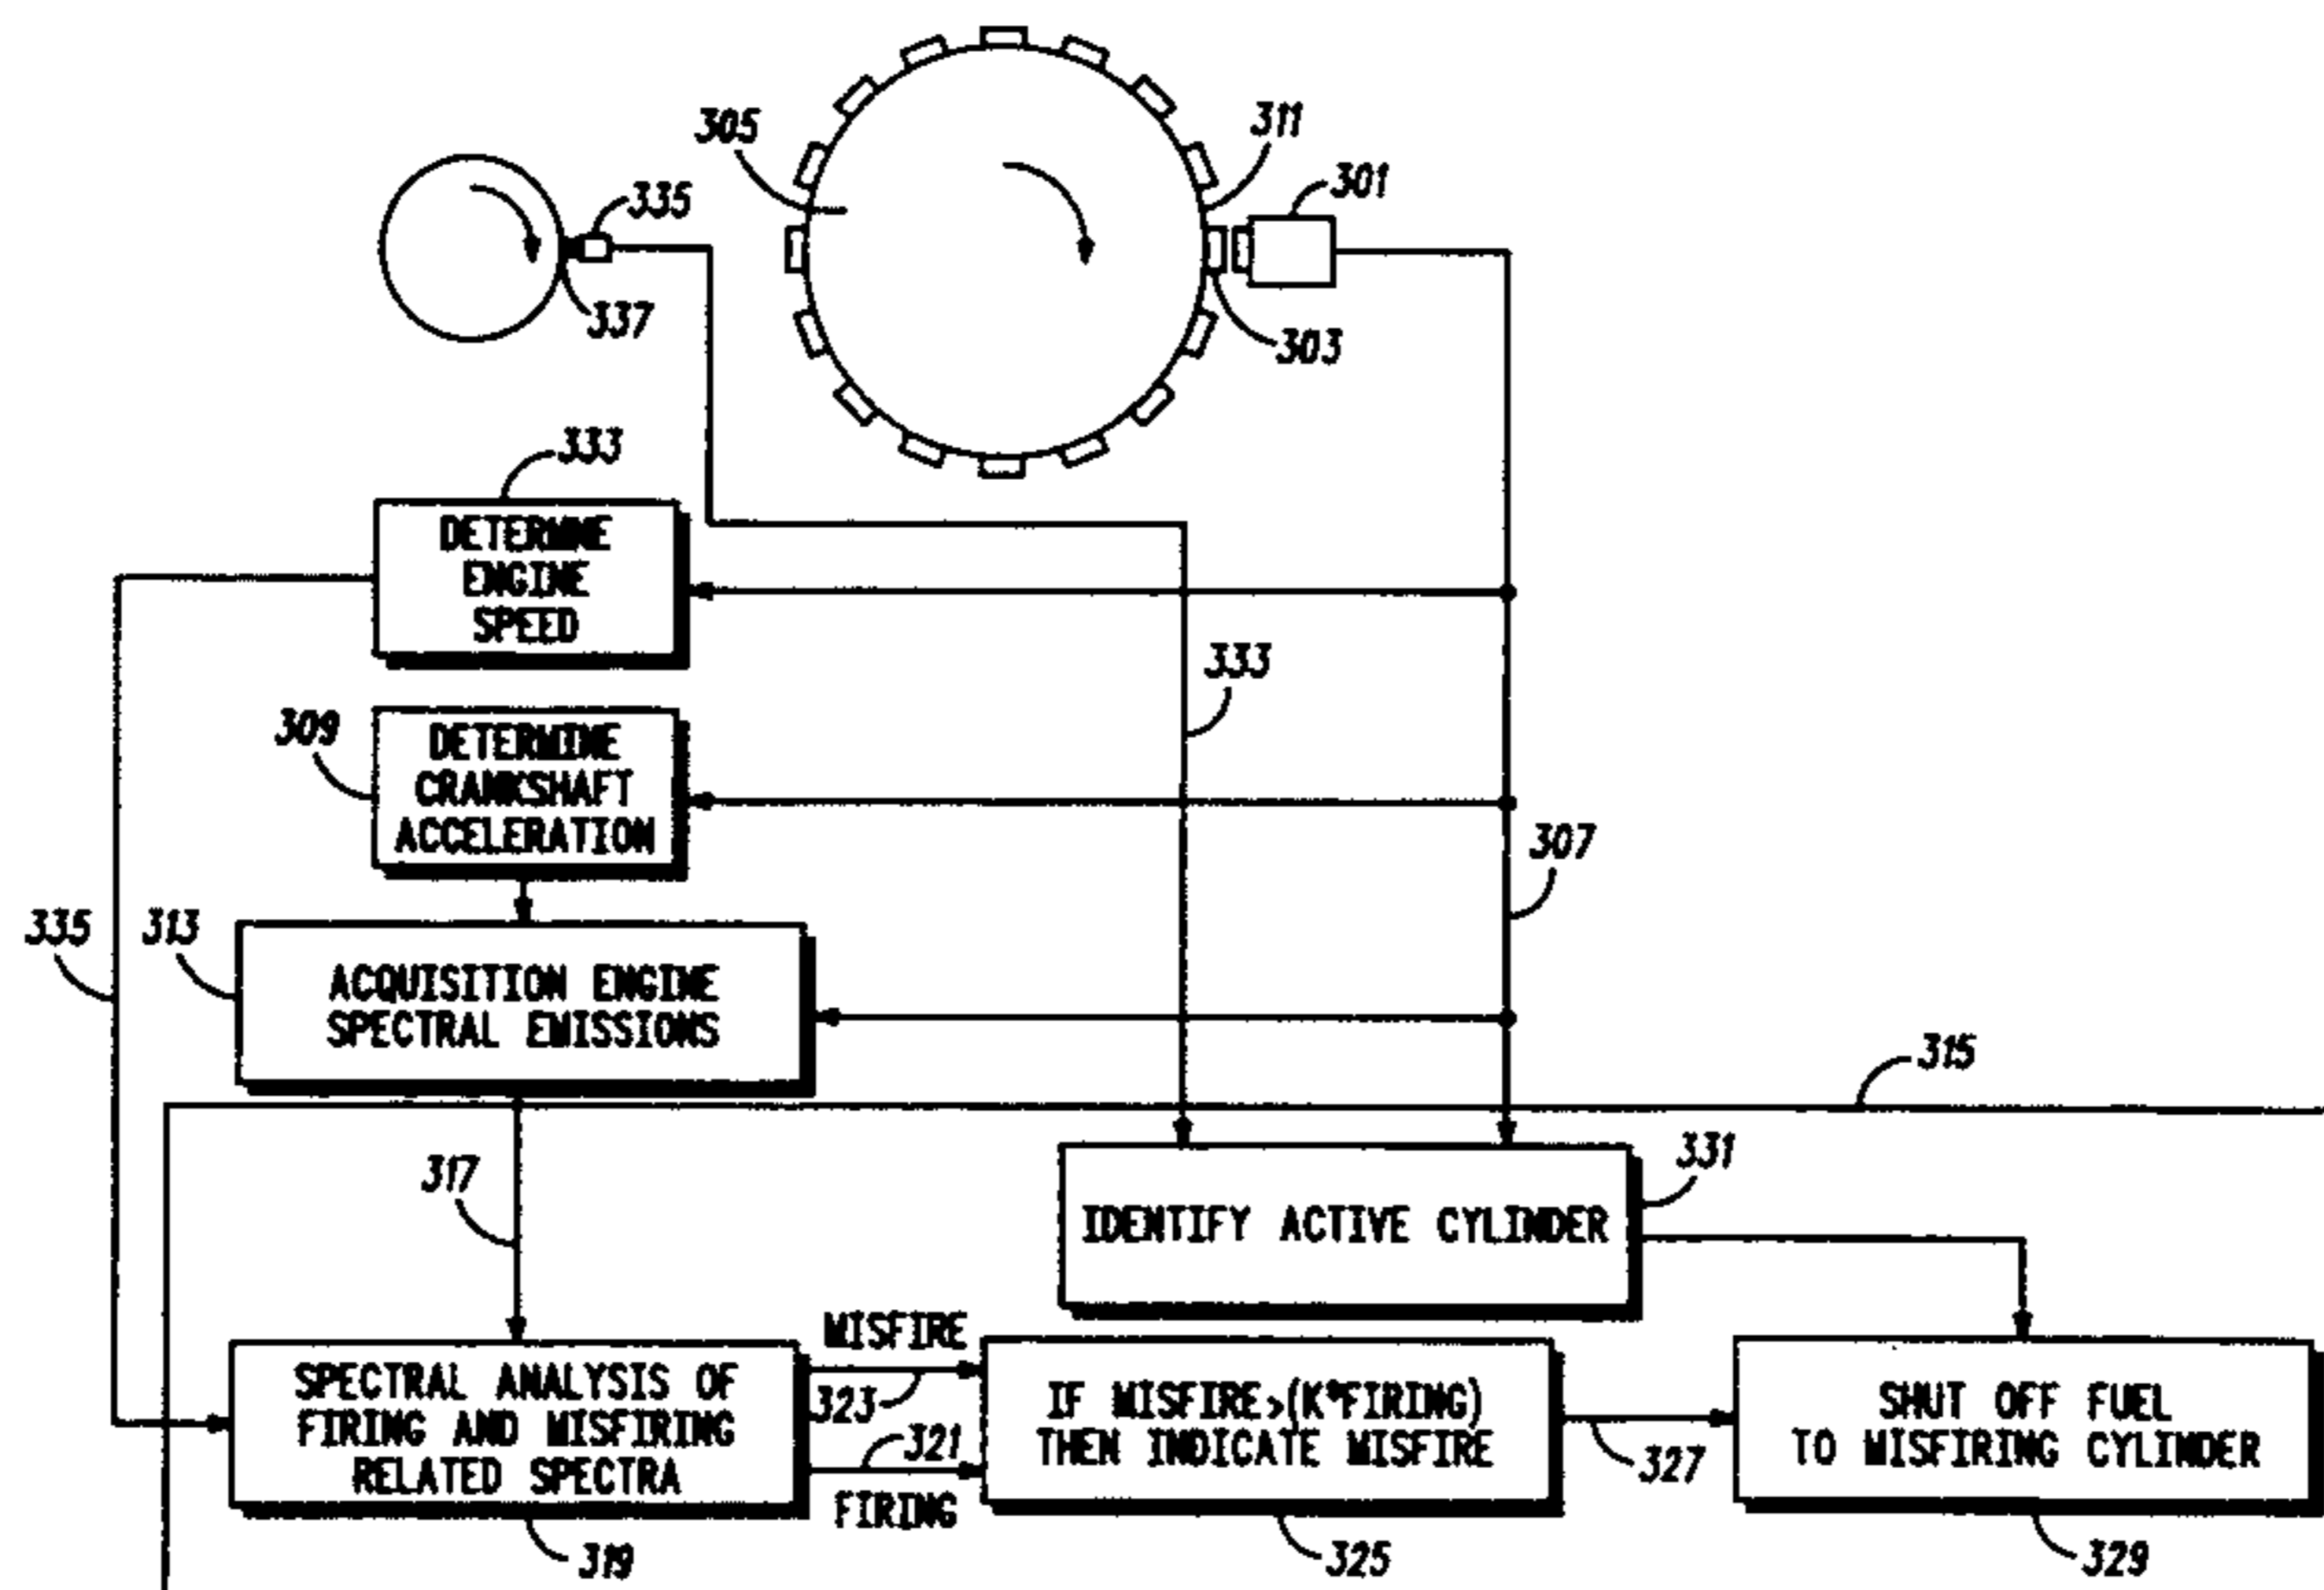 305
311
301
335
337
303
333
DETERMINE
ENGINE
SPEED
333
309
DETERMINE
CRANKSHAFT
ACCELERATION
307
335
313
ACQUISITION ENGINE
SPECTRAL EMISSIONS
315
317
331
IDENTIFY ACTIVE CYLINDER
MISFIRE
323
321
FIRING
SPECTRAL ANALYSIS OF
FIRING AND MISFIRING
RELATED SPECTRA
IF MISFIRE>(K*FIRING)
THEN INDICATE MISFIRE
327
SHUT OFF FUEL
TO MISFIRING CYLINDER
319
325
329